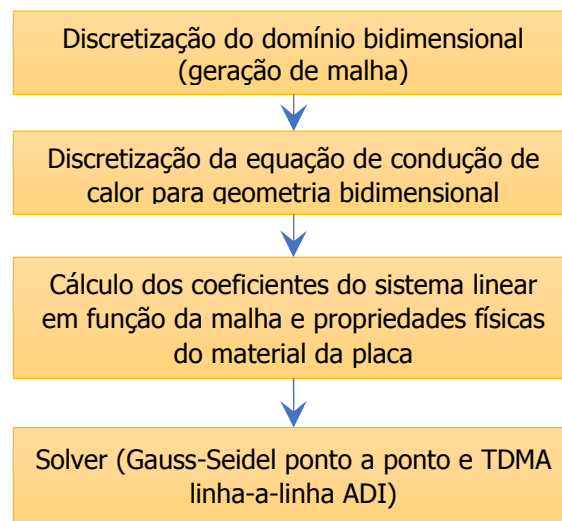 Discretização do domínio bidimensional
(geração de malha)
Discretização da equação de condução de
calor para geometria bidimensional
Cálculo dos coeficientes do sistema linear
em função da malha e propriedades físicas
do material da placa
Solver (Gauss-Seidel ponto a ponto e TDMA
linha-a-linha ADI)